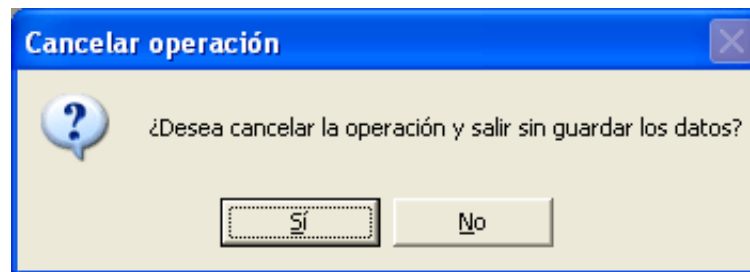 Cancelar operación
¿Desea cancelar la operación y salir sin guardar los datos?
Sí
No